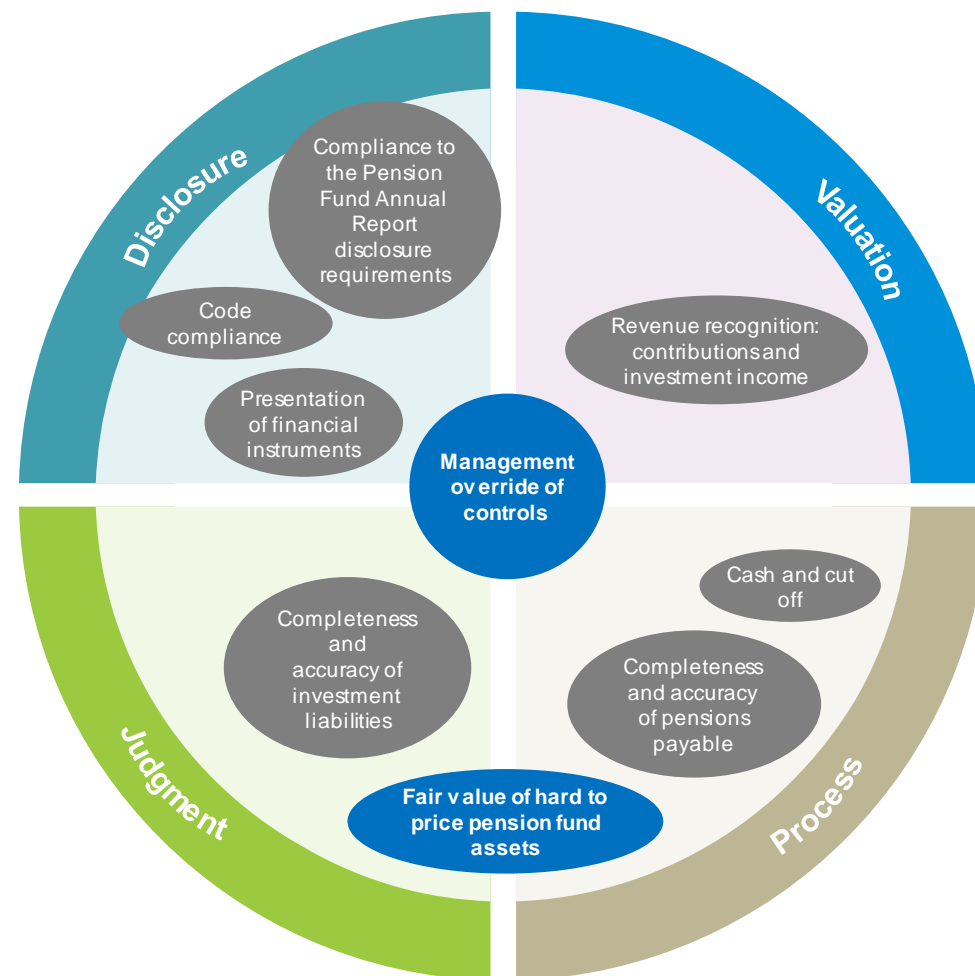 Disclosure
Compliance to
the Pension
Fund Annual
Report
disclosure
requirements
Code
compliance
Presentation
of financial
instruments
Valuation
Revenue recognition:
contributions and
investment income
Management
override of
controls
Judgment
Completeness
and
accuracy of
investment
liabilities
Process
Cash and cut
off
Completeness
and accuracy
of pensions
payable
Fair value of hard to
price pension fund
assets